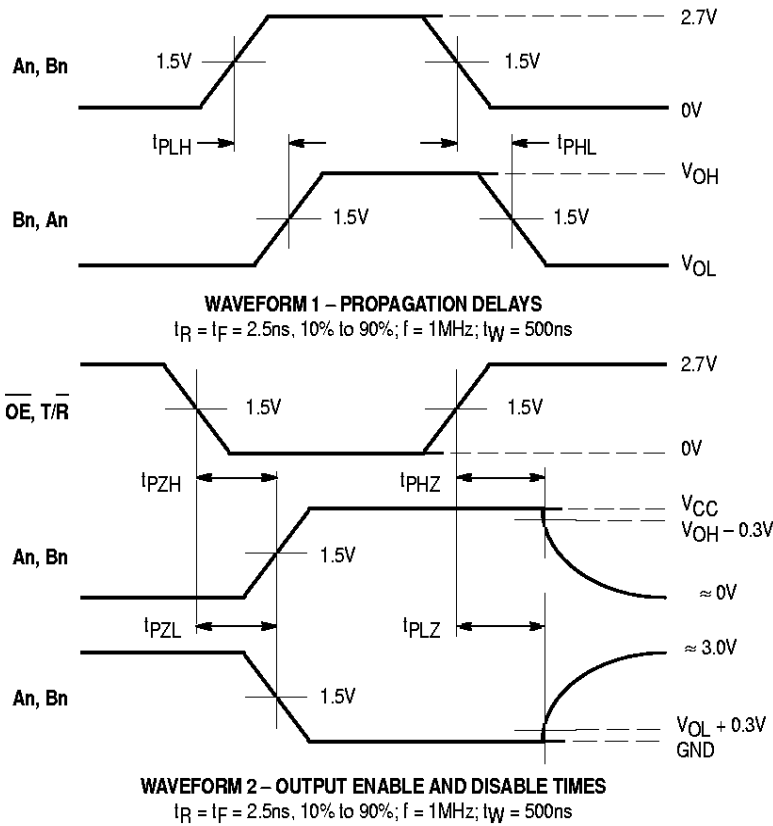 2.7V
An, Bn
1.5V
1.5V
0V
tPLH
tPHL
VOH
Bn, An
1.5V
1.5V
VOL
WAVEFORM 1 – PROPAGATION DELAYS
tR = tF = 2.5ns, 10% to 90%; f = 1MHz; tW = 500ns
2.7V
O̅E̅, T/R̅
1.5V
1.5V
0V
tPZH
tPHZ
VCC
VOH – 0.3V
An, Bn
1.5V
≈ 0V
tPZL
tPLZ
≈ 3.0V
An, Bn
1.5V
VOL + 0.3V
GND
WAVEFORM 2 – OUTPUT ENABLE AND DISABLE TIMES
tR = tF = 2.5ns, 10% to 90%; f = 1MHz; tW = 500ns